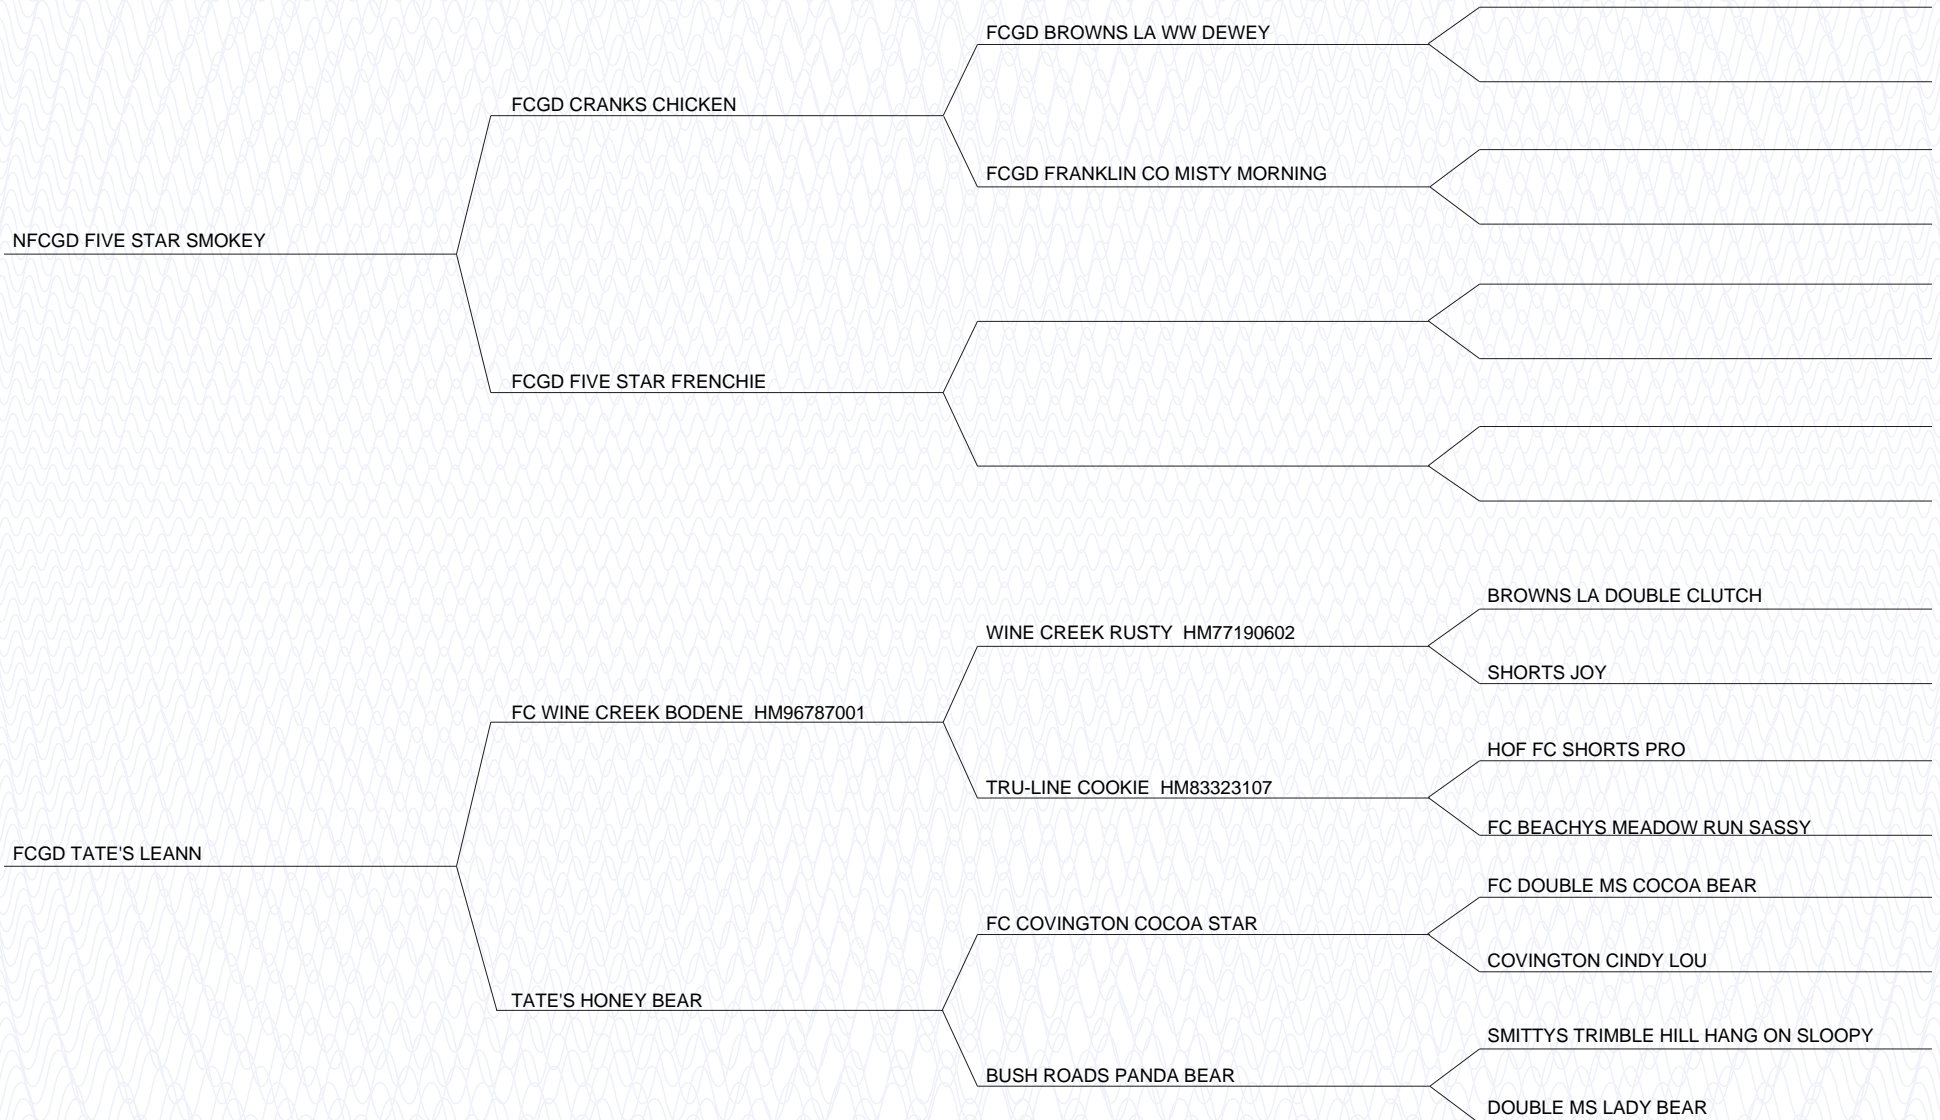 FCGD BROWNS LA WW DEWEY
FCGD CRANKS CHICKEN
FCGD FRANKLIN CO MISTY MORNING
NFCGD FIVE STAR SMOKEY
FCGD FIVE STAR FRENCHIE
BROWNS LA DOUBLE CLUTCH
WINE CREEK RUSTY HM77190602
SHORTS JOY
FC WINE CREEK BODENE HM96787001
HOF FC SHORTS PRO
TRU-LINE COOKIE HM83323107
FC BEACHYS MEADOW RUN SASSY
FCGD TATE'S LEANN
FC DOUBLE MS COCOA BEAR
FC COVINGTON COCOA STAR
COVINGTON CINDY LOU
TATE'S HONEY BEAR
SMITTYS TRIMBLE HILL HANG ON SLOOPY
BUSH ROADS PANDA BEAR
DOUBLE MS LADY BEAR